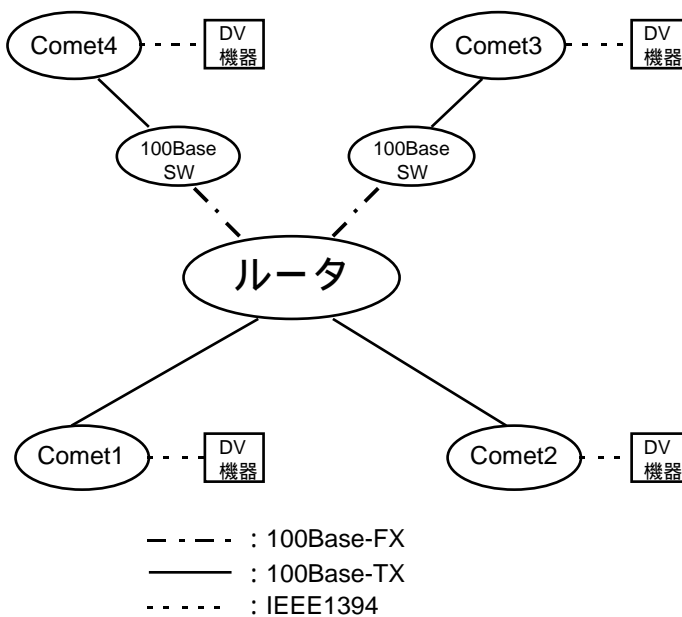 Comet4
DV
機器
Comet3
DV
機器
100Base
SW
100Base
SW
ルータ
Comet1
DV
機器
Comet2
DV
機器
: 100Base-FX
: 100Base-TX
: IEEE1394